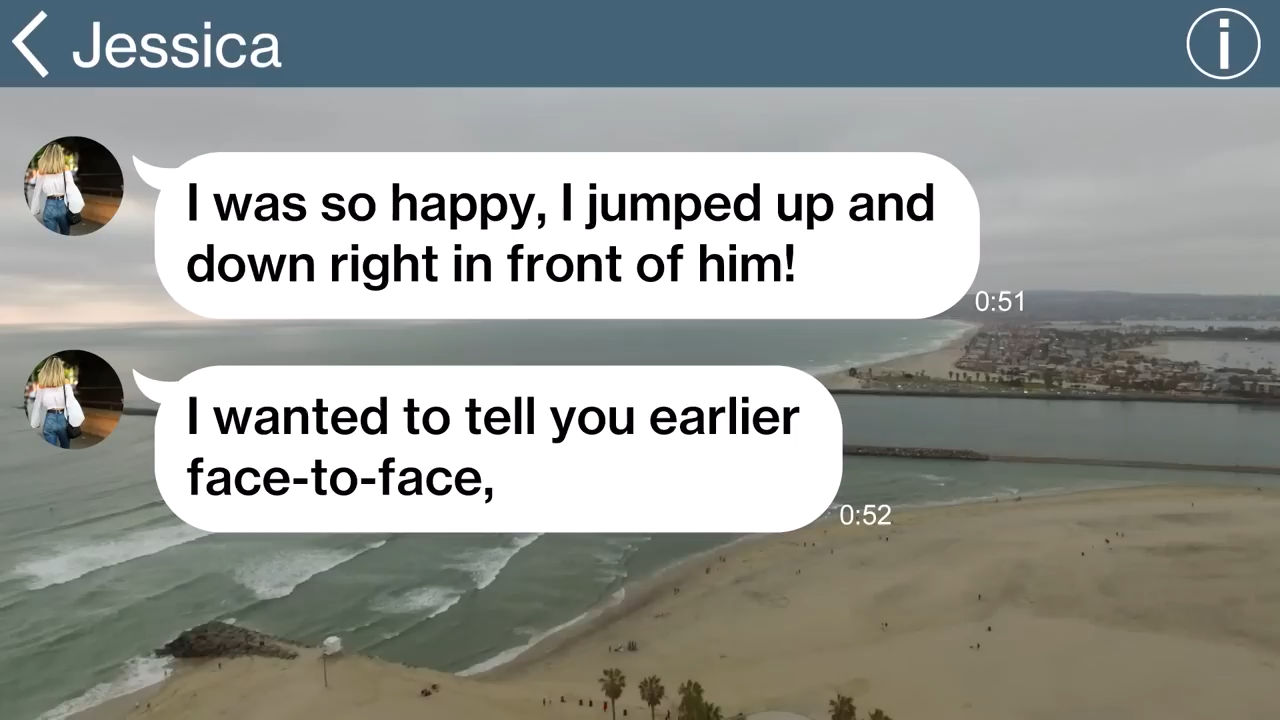 Jessica
I was so happy, I jumped up and
down right in front of him!
0:51
I wanted to tell you earlier
face-to-face,
0:52